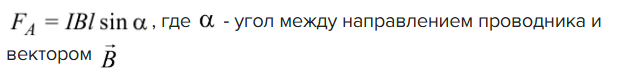 F_A = IBl sin α, где α - угол между направлением проводника и
вектором B⃗